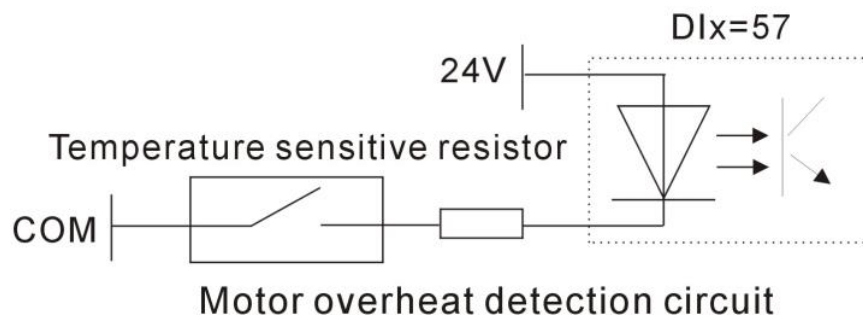 DIx=57
24V
Temperature sensitive resistor
COM
Motor overheat detection circuit